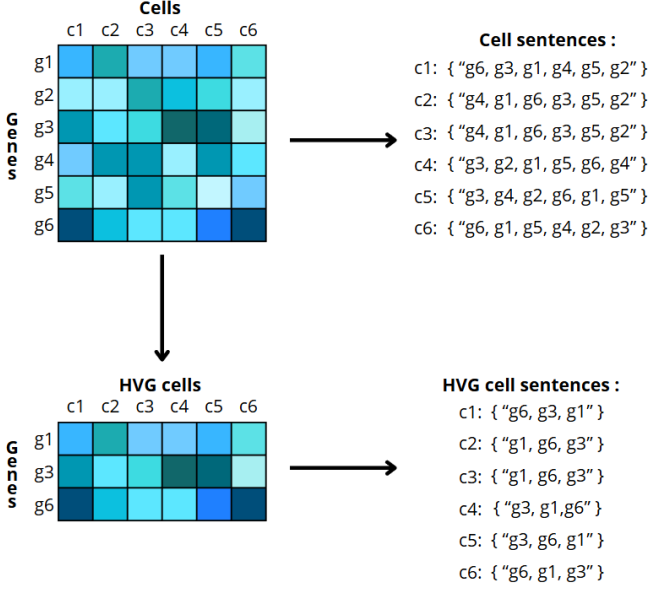 Cells
c1 c2 c3 c4 c5 c6
g1
g2
g3
g4
g5
g6
Genes
Cell sentences :
c1: { “g6, g3, g1, g4, g5, g2” }
c2: { “g4, g1, g6, g3, g5, g2” }
c3: { “g4, g1, g6, g3, g5, g2” }
c4: { “g3, g2, g1, g5, g6, g4” }
c5: { “g3, g4, g2, g6, g1, g5” }
c6: { “g6, g1, g5, g4, g2, g3” }
HVG cells
c1 c2 c3 c4 c5 c6
g1
g3
g6
Genes
HVG cell sentences :
c1: { “g6, g3, g1” }
c2: { “g1, g6, g3” }
c3: { “g1, g6, g3” }
c4: { “g3, g1,g6” }
c5: { “g3, g6, g1” }
c6: { “g6, g1, g3” }